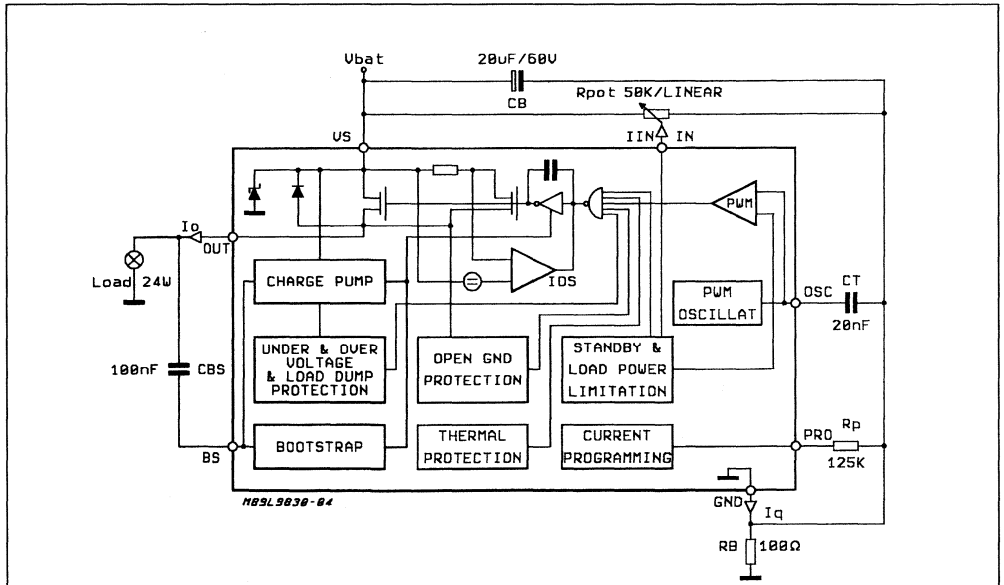 Vbat
20uF/60V
CB
Rpot 50K/LINEAR
VS
IIN IN
Io
OUT
Load 24W
CHARGE PUMP
IDS
PWM
PWM
OSCILLAT
OSC
CT
20nF
UNDER & OVER
VOLTAGE
& LOAD DUMP
PROTECTION
OPEN GND
PROTECTION
STANDBY &
LOAD POWER
LIMITATION
100nF
CBS
BS
BOOTSTRAP
THERMAL
PROTECTION
CURRENT
PROGRAMMING
PRO
Rp
125K
M89L9830-04
GND
Iq
RB
100Ω